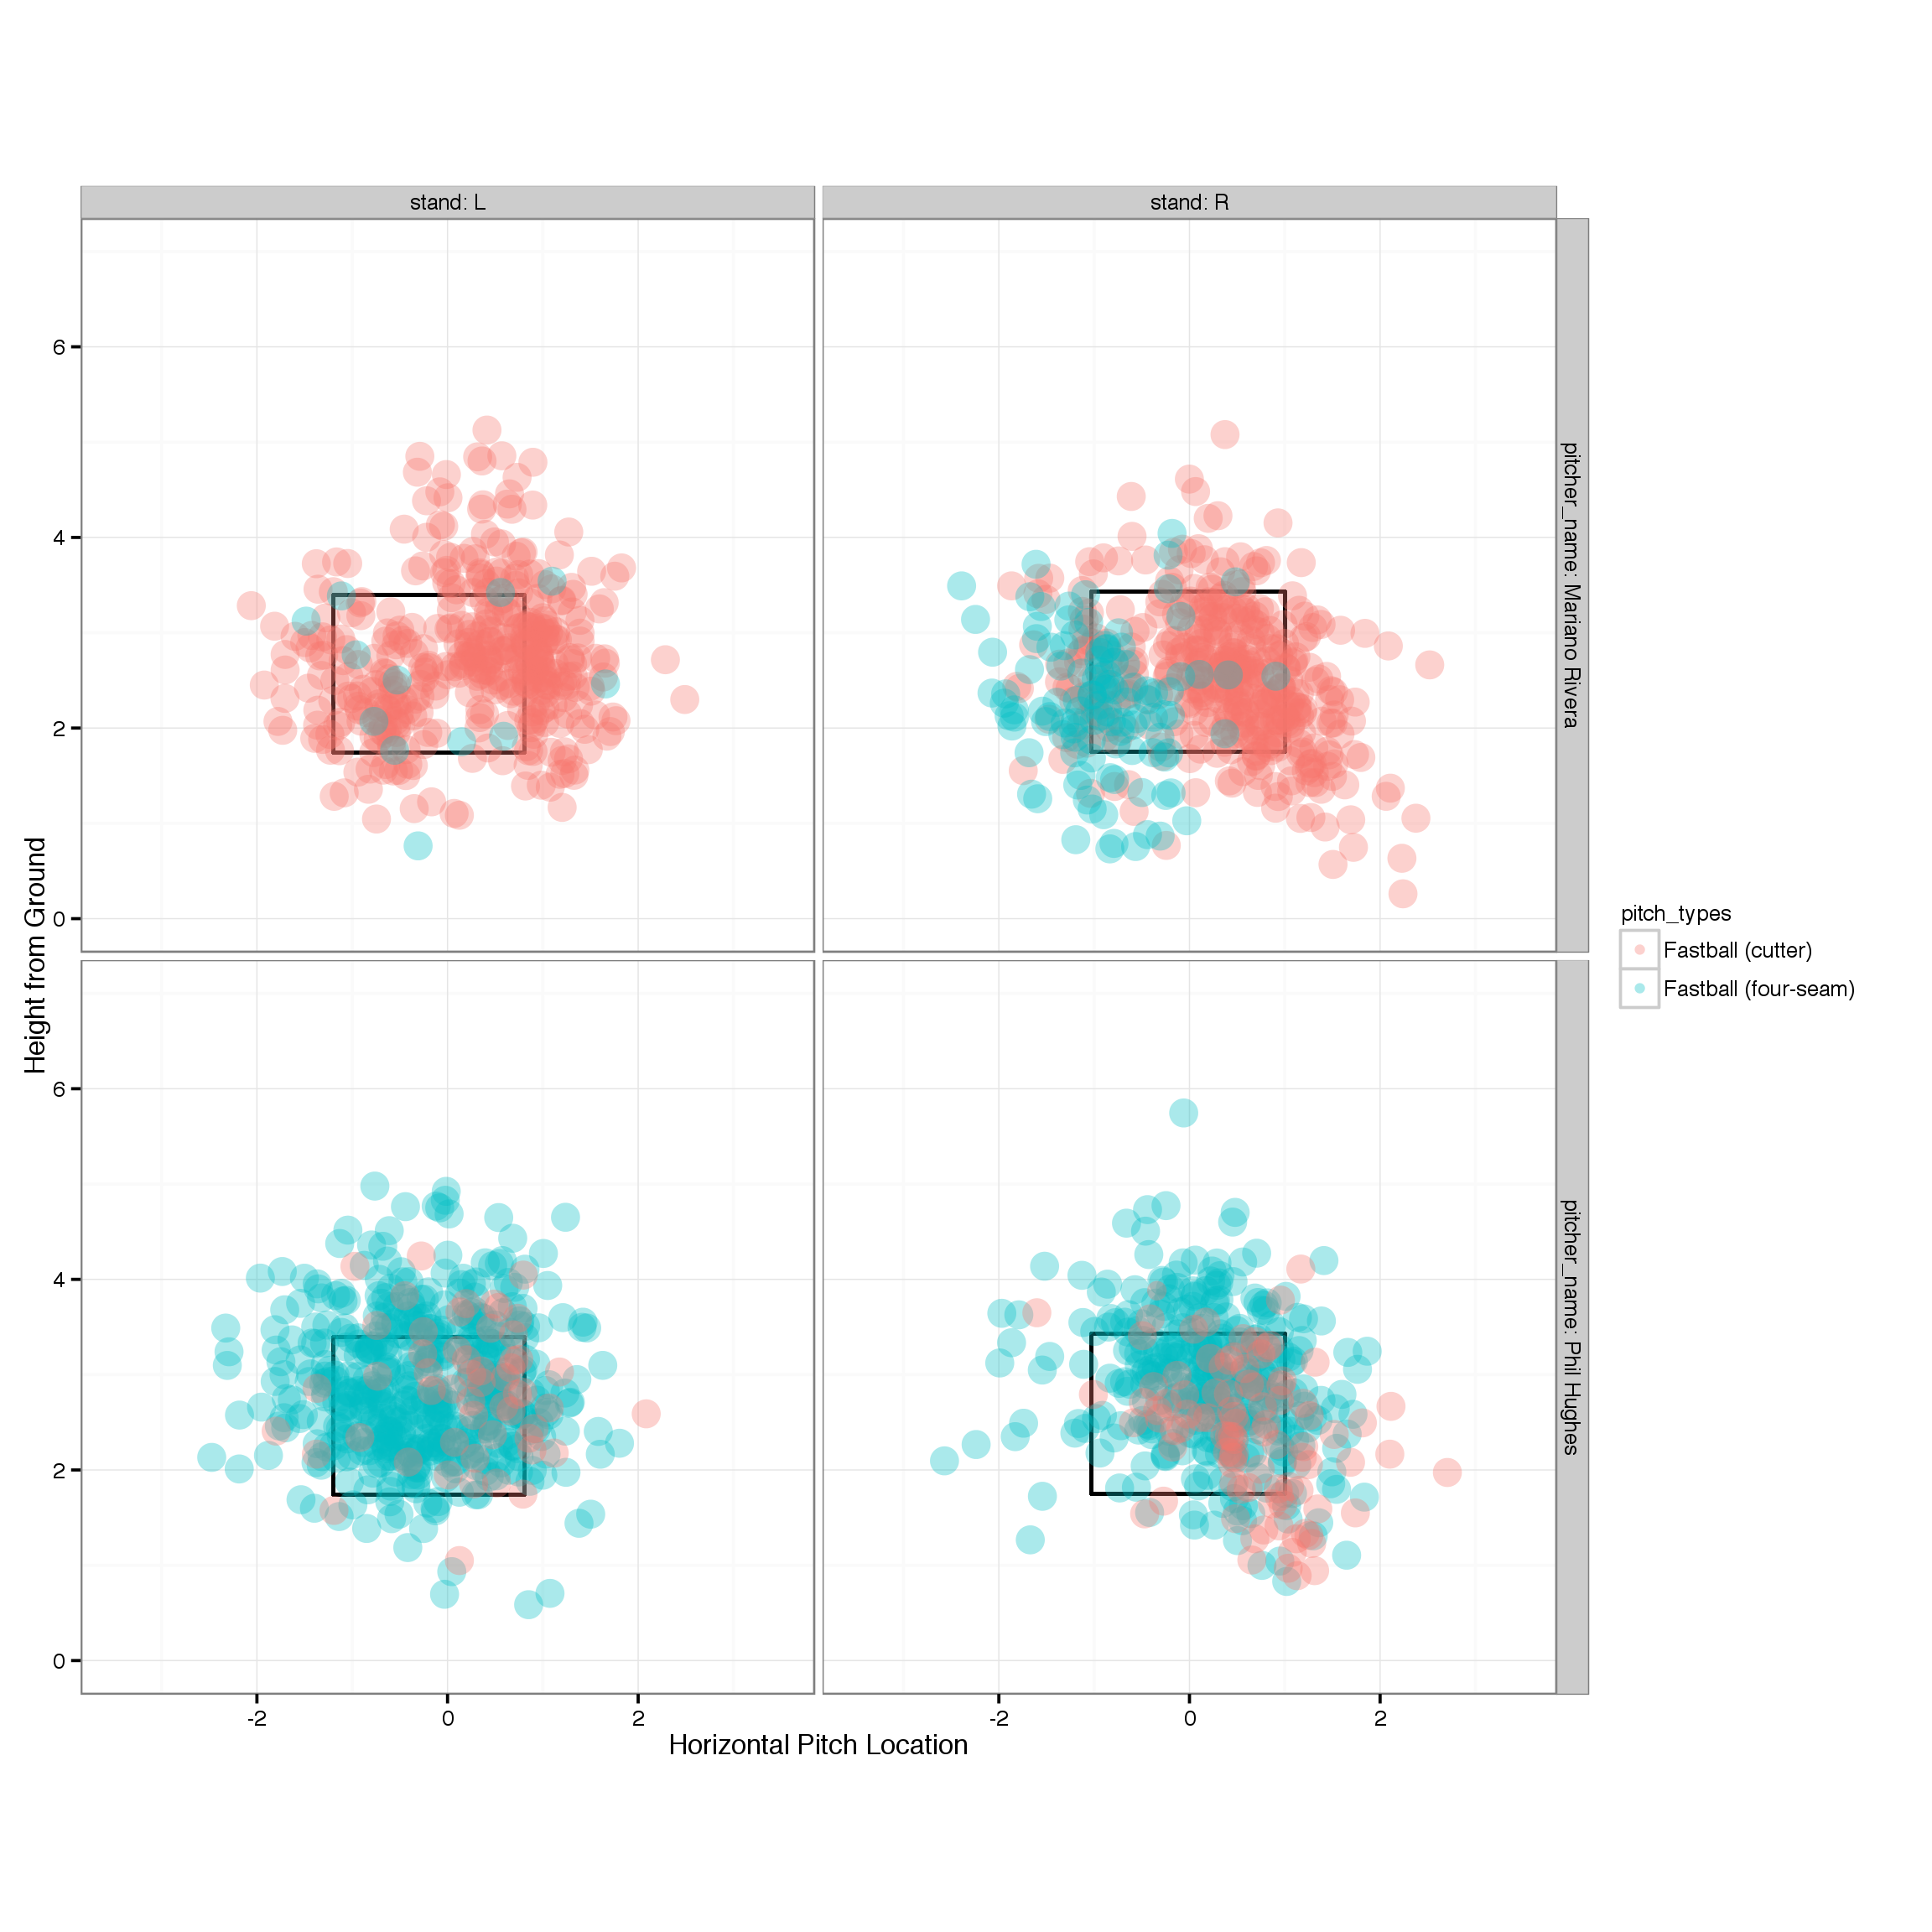 stand: L
stand: R
pitcher_name: Mariano Rivera
pitcher_name: Phil Hughes
6
4
2
0
6
4
2
0
Height from Ground
-2
0
2
-2
0
2
Horizontal Pitch Location
pitch_types
Fastball (cutter)
Fastball (four-seam)